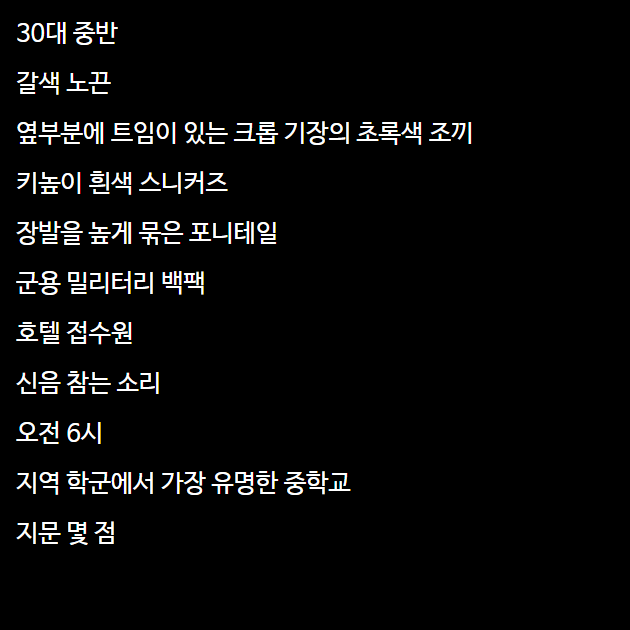 30대 중반
갈색 노끈
옆부분에 트임이 있는 크롭 기장의 초록색 조끼
키높이 흰색 스니커즈
장발을 높게 묶은 포니테일
군용 밀리터리 백팩
호텔 접수원
신음 참는 소리
오전 6시
지역 학군에서 가장 유명한 중학교
지문 몇 점